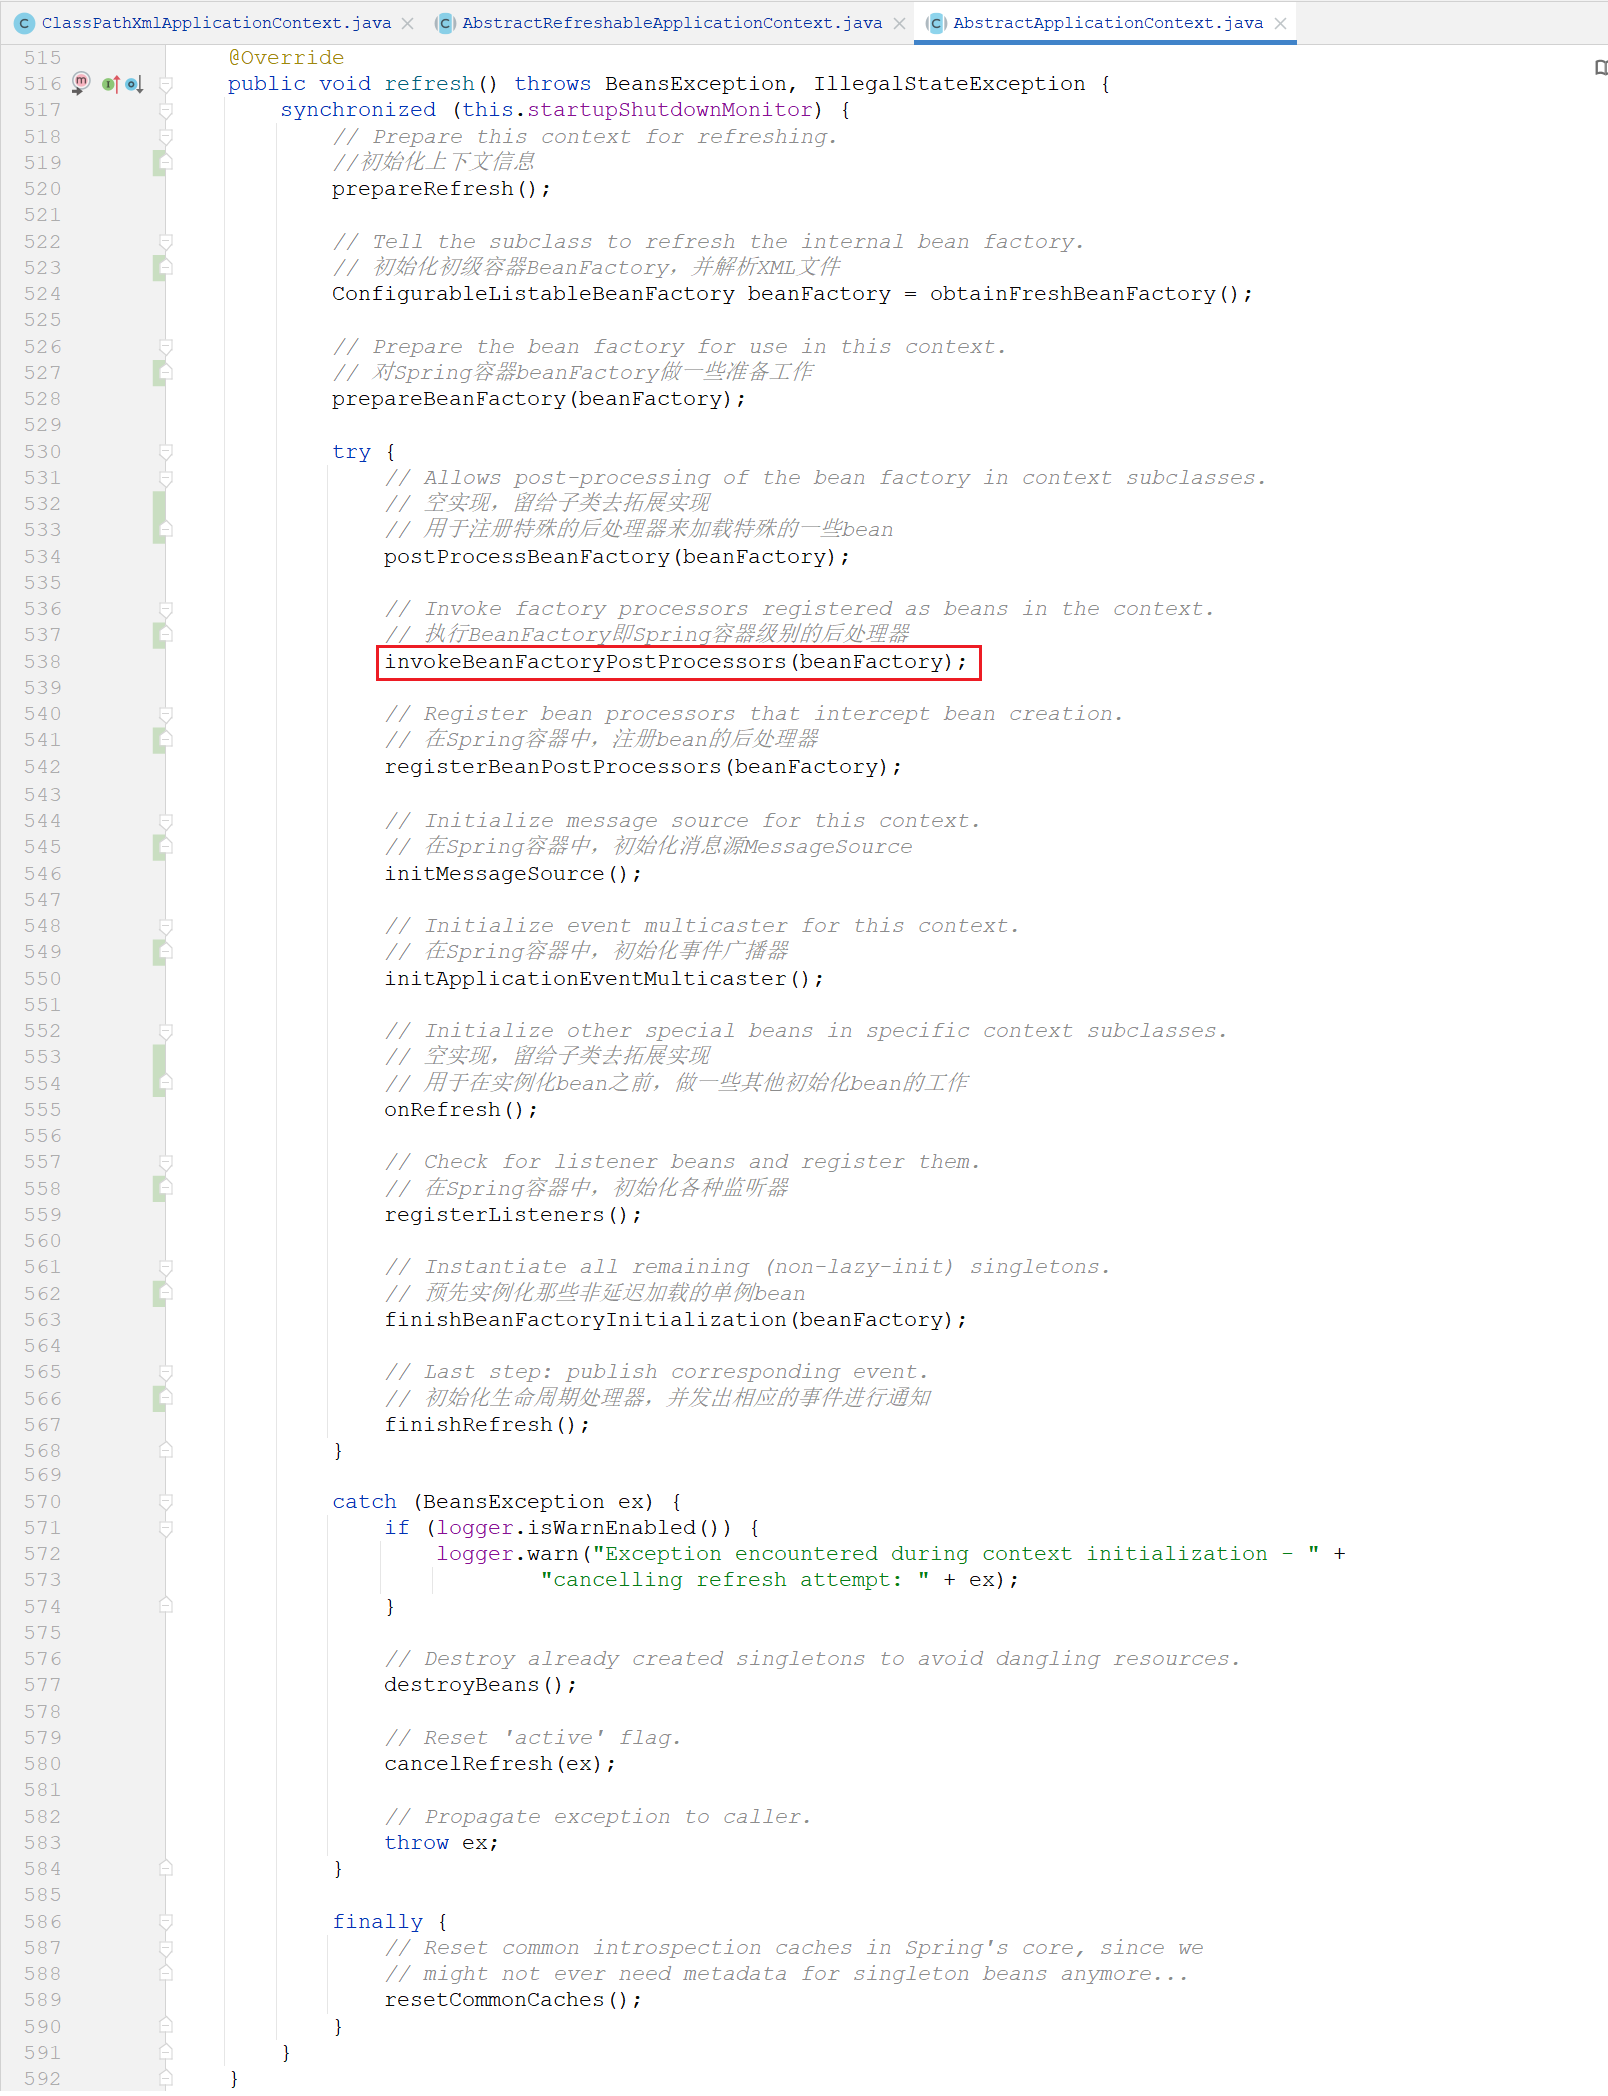 ClassPathXmlApplicationContext.java AbstractRefreshableApplicationContext.java AbstractApplicationContext.java
515 @Override
516 public void refresh() throws BeansException, IllegalStateException {
517 synchronized (this.startupShutdownMonitor) {
518 // Prepare this context for refreshing.
519 //初始化上下文信息
520 prepareRefresh();
521
522 // Tell the subclass to refresh the internal bean factory.
523 // 初始化初级容器BeanFactory，并解析XML文件
524 ConfigurableListableBeanFactory beanFactory = obtainFreshBeanFactory();
525
526 // Prepare the bean factory for use in this context.
527 // 对Spring容器beanFactory做一些准备工作
528 prepareBeanFactory(beanFactory);
529
530 try {
531 // Allows post-processing of the bean factory in context subclasses.
532 // 空实现，留给子类去拓展实现
533 // 用于注册特殊的后处理器来加载特殊的一些bean
534 postProcessBeanFactory(beanFactory);
535
536 // Invoke factory processors registered as beans in the context.
537 // 执行BeanFactory即Spring容器级别的后处理器
538 invokeBeanFactoryPostProcessors(beanFactory);
539
540 // Register bean processors that intercept bean creation.
541 // 在Spring容器中，注册bean的后处理器
542 registerBeanPostProcessors(beanFactory);
543
544 // Initialize message source for this context.
545 // 在Spring容器中，初始化消息源MessageSource
546 initMessageSource();
547
548 // Initialize event multicaster for this context.
549 // 在Spring容器中，初始化事件广播器
550 initApplicationEventMulticaster();
551
552 // Initialize other special beans in specific context subclasses.
553 // 空实现，留给子类去拓展实现
554 // 用于在实例化bean之前，做一些其他初始化bean的工作
555 onRefresh();
556
557 // Check for listener beans and register them.
558 // 在Spring容器中，初始化各种监听器
559 registerListeners();
560
561 // Instantiate all remaining (non-lazy-init) singletons.
562 // 预先实例化那些非延迟加载的单例bean
563 finishBeanFactoryInitialization(beanFactory);
564
565 // Last step: publish corresponding event.
566 // 初始化生命周期处理器，并发出相应的事件进行通知
567 finishRefresh();
568 }
569
570 catch (BeansException ex) {
571 if (logger.isWarnEnabled()) {
572 logger.warn("Exception encountered during context initialization - " +
573 "cancelling refresh attempt: " + ex);
574 }
575
576 // Destroy already created singletons to avoid dangling resources.
577 destroyBeans();
578
579 // Reset 'active' flag.
580 cancelRefresh(ex);
581
582 // Propagate exception to caller.
583 throw ex;
584 }
585
586 finally {
587 // Reset common introspection caches in Spring's core, since we
588 // might not ever need metadata for singleton beans anymore...
589 resetCommonCaches();
590 }
591 }
592 }